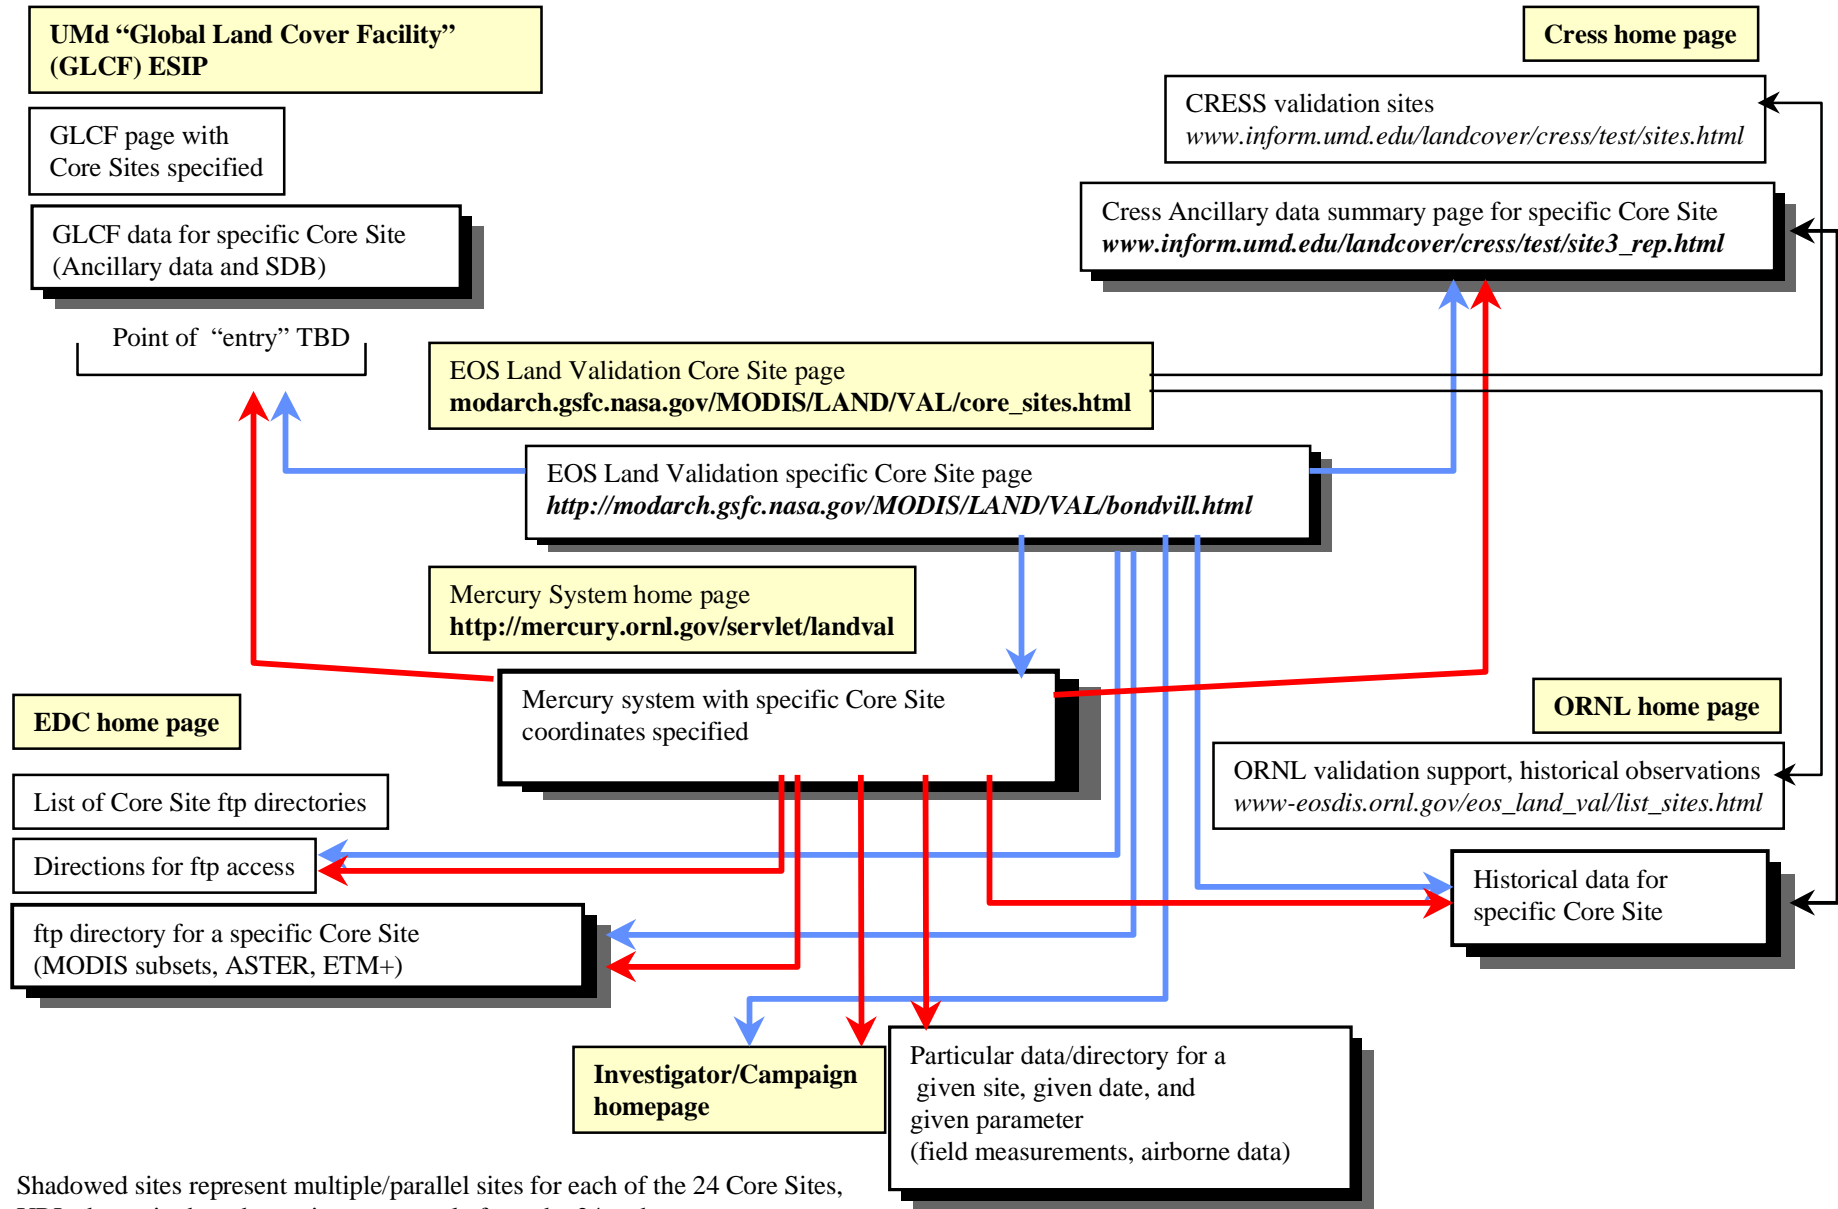 UMd “Global Land Cover Facility”
(GLCF) ESIP
Cress home page
GLCF page with
Core Sites specified
CRESS validation sites
www.inform.umd.edu/landcover/cress/test/sites.html
GLCF data for specific Core Site
(Ancillary data and SDB)
Cress Ancillary data summary page for specific Core Site
www.inform.umd.edu/landcover/cress/test/site3_rep.html
Point of “entry” TBD
EOS Land Validation Core Site page
modarch.gsfc.nasa.gov/MODIS/LAND/VAL/core_sites.html
EOS Land Validation specific Core Site page
http://modarch.gsfc.nasa.gov/MODIS/LAND/VAL/bondvill.html
Mercury System home page
http://mercury.ornl.gov/servlet/landval
Mercury system with specific Core Site
coordinates specified
EDC home page
ORNL home page
List of Core Site ftp directories
ORNL validation support, historical observations
www-eosdis.ornl.gov/eos_land_val/list_sites.html
Directions for ftp access
Historical data for
specific Core Site
ftp directory for a specific Core Site
(MODIS subsets, ASTER, ETM+)
Investigator/Campaign
homepage
Particular data/directory for a
given site, given date, and
given parameter
(field measurements, airborne data)
Shadowed sites represent multiple/parallel sites for each of the 24 Core Sites,